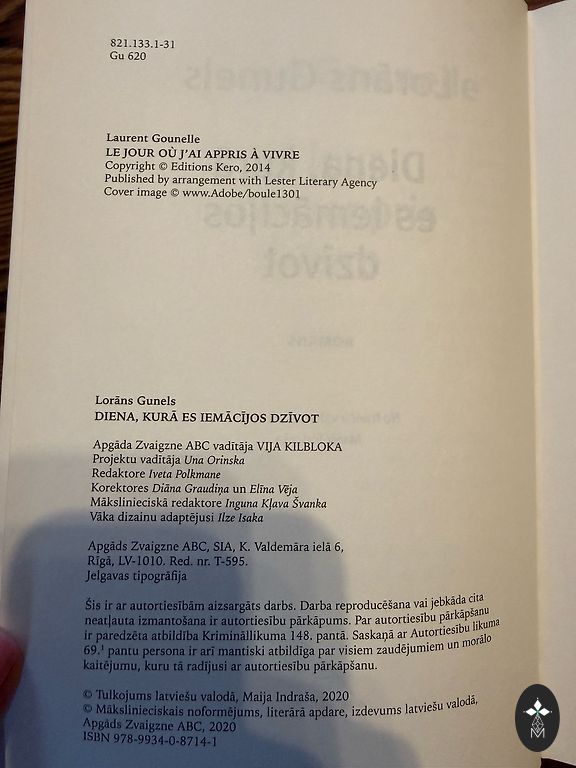 821.133.1-31
Gu 620
Laurent Gounelle
LE JOUR OÙ J'AI APPRIS À VIVRE
Copyright © Editions Kero, 2014
Published by arrangement with Lester Literary Agency
Cover image © www.Adobe/boule1301
Lorāns Gunels
DIENA, KURĀ ES IEMĀCĪJOS DZĪVOT
Apgāda Zvaigzne ABC vadītāja VIJA KILBLOKA
Projektu vadītāja Una Orinska
Redaktore Iveta Polkmane
Korektores Diāna Graudiņa un Elīna Vēja
Mākslinieciskā redaktore Inguna Kļava Švanka
Vāka dizainu adaptējusi Ilze Isaka
Apgāds Zvaigzne ABC, SIA, K. Valdemāra ielā 6,
Rīgā, LV-1010. Red. nr. T-595.
Jelgavas tipogrāfija
Šis ir ar autortiesībām aizsargāts darbs. Darba reproducēšana vai jebkāda cita
neatļauta izmantošana ir autortiesību pārkāpums. Par autortiesību pārkāpšanu
ir paredzēta atbildība Krimināllikuma 148. pantā. Saskaņā ar Autortiesību likuma
69.¹ pantu persona ir arī mantiski atbildīga par visiem zaudējumiem un morālo
kaitējumu, kuru tā radījusi ar autortiesību pārkāpšanu.
© Tulkojums latviešu valodā, Maija Indraša, 2020
© Mākslinieciskais noformējums, literārā apdare, izdevums latviešu valodā,
Apgāds Zvaigzne ABC, 2020
ISBN 978-9934-0-8714-1
M